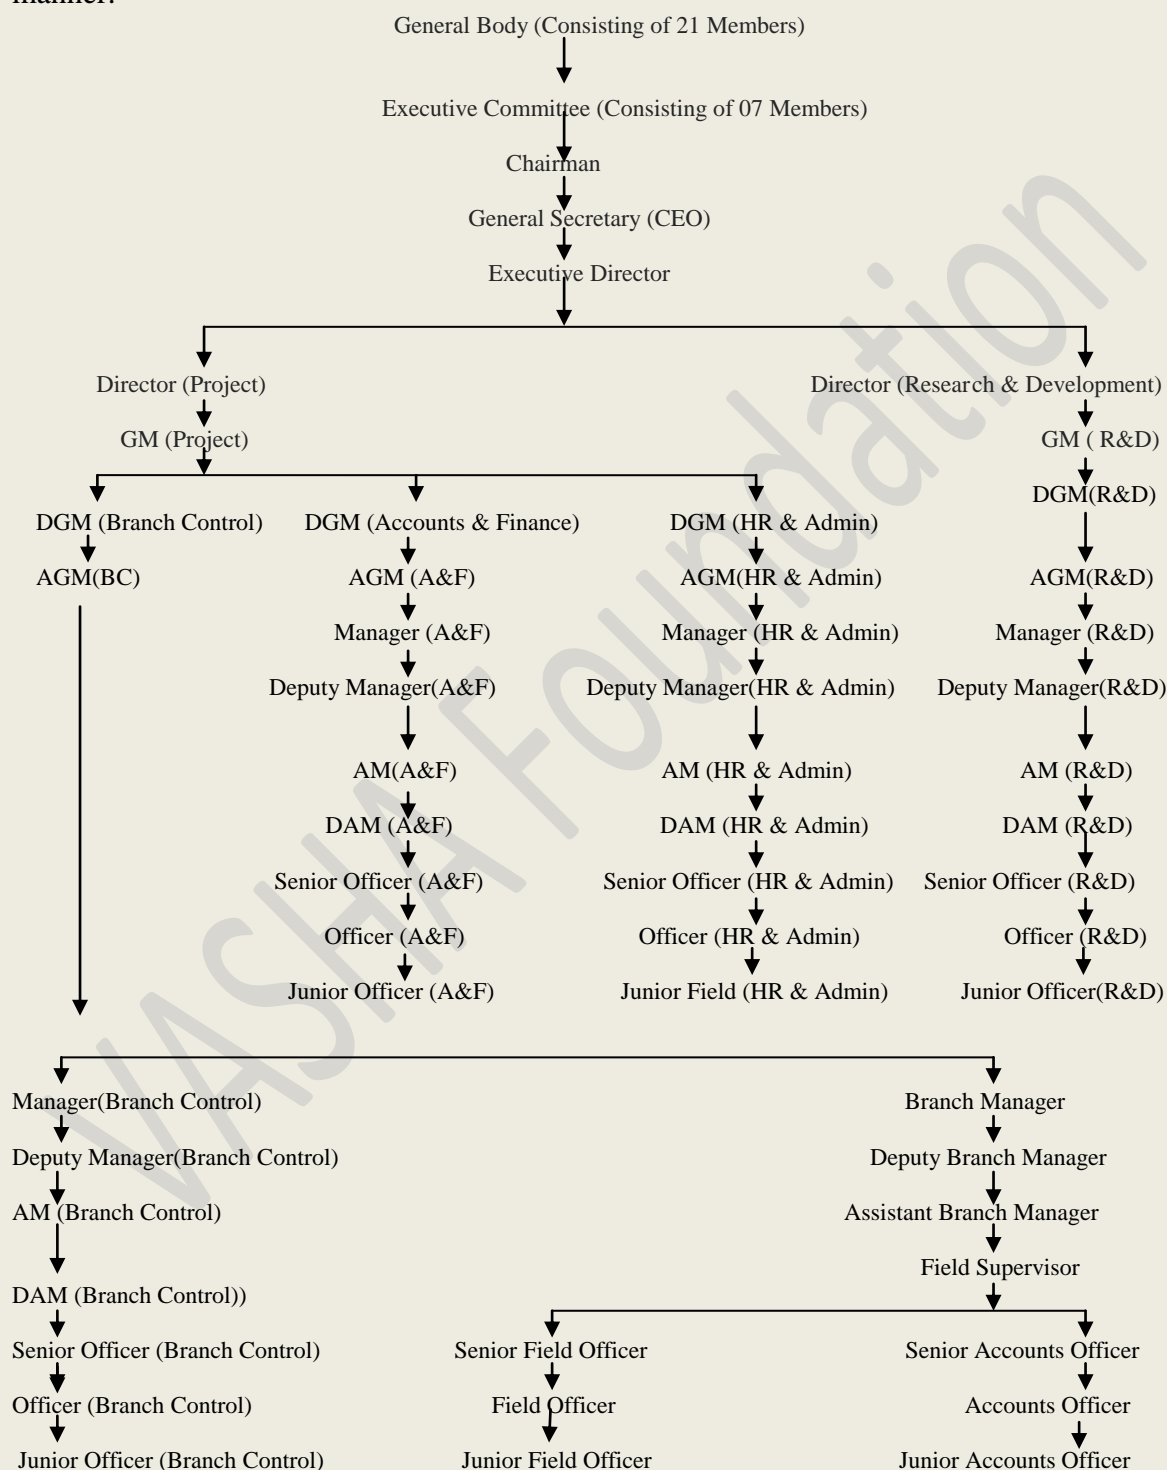 manner.
General Body (Consisting of 21 Members)
Executive Committee (Consisting of 07 Members)
Chairman
General Secretary (CEO)
Executive Director
Director (Project) Director (Research & Development)
GM (Project) GM ( R&D)
DGM(R&D)
DGM (Branch Control) DGM (Accounts & Finance) DGM (HR & Admin)
AGM(BC) AGM (A&F) AGM(HR & Admin) AGM(R&D)
Manager (A&F) Manager (HR & Admin) Manager (R&D)
Deputy Manager(A&F) Deputy Manager(HR & Admin) Deputy Manager(R&D)
AM(A&F) AM (HR & Admin) AM (R&D)
DAM (A&F) DAM (HR & Admin) DAM (R&D)
Senior Officer (A&F) Senior Officer (HR & Admin) Senior Officer (R&D)
Officer (A&F) Officer (HR & Admin) Officer (R&D)
Junior Officer (A&F) Junior Field (HR & Admin) Junior Officer(R&D)
Manager(Branch Control) Branch Manager
Deputy Manager(Branch Control) Deputy Branch Manager
AM (Branch Control) Assistant Branch Manager
Field Supervisor
DAM (Branch Control))
Senior Officer (Branch Control) Senior Field Officer Senior Accounts Officer
Officer (Branch Control) Field Officer Accounts Officer
Junior Officer (Branch Control) Junior Field Officer Junior Accounts Officer
VASHA Foundation